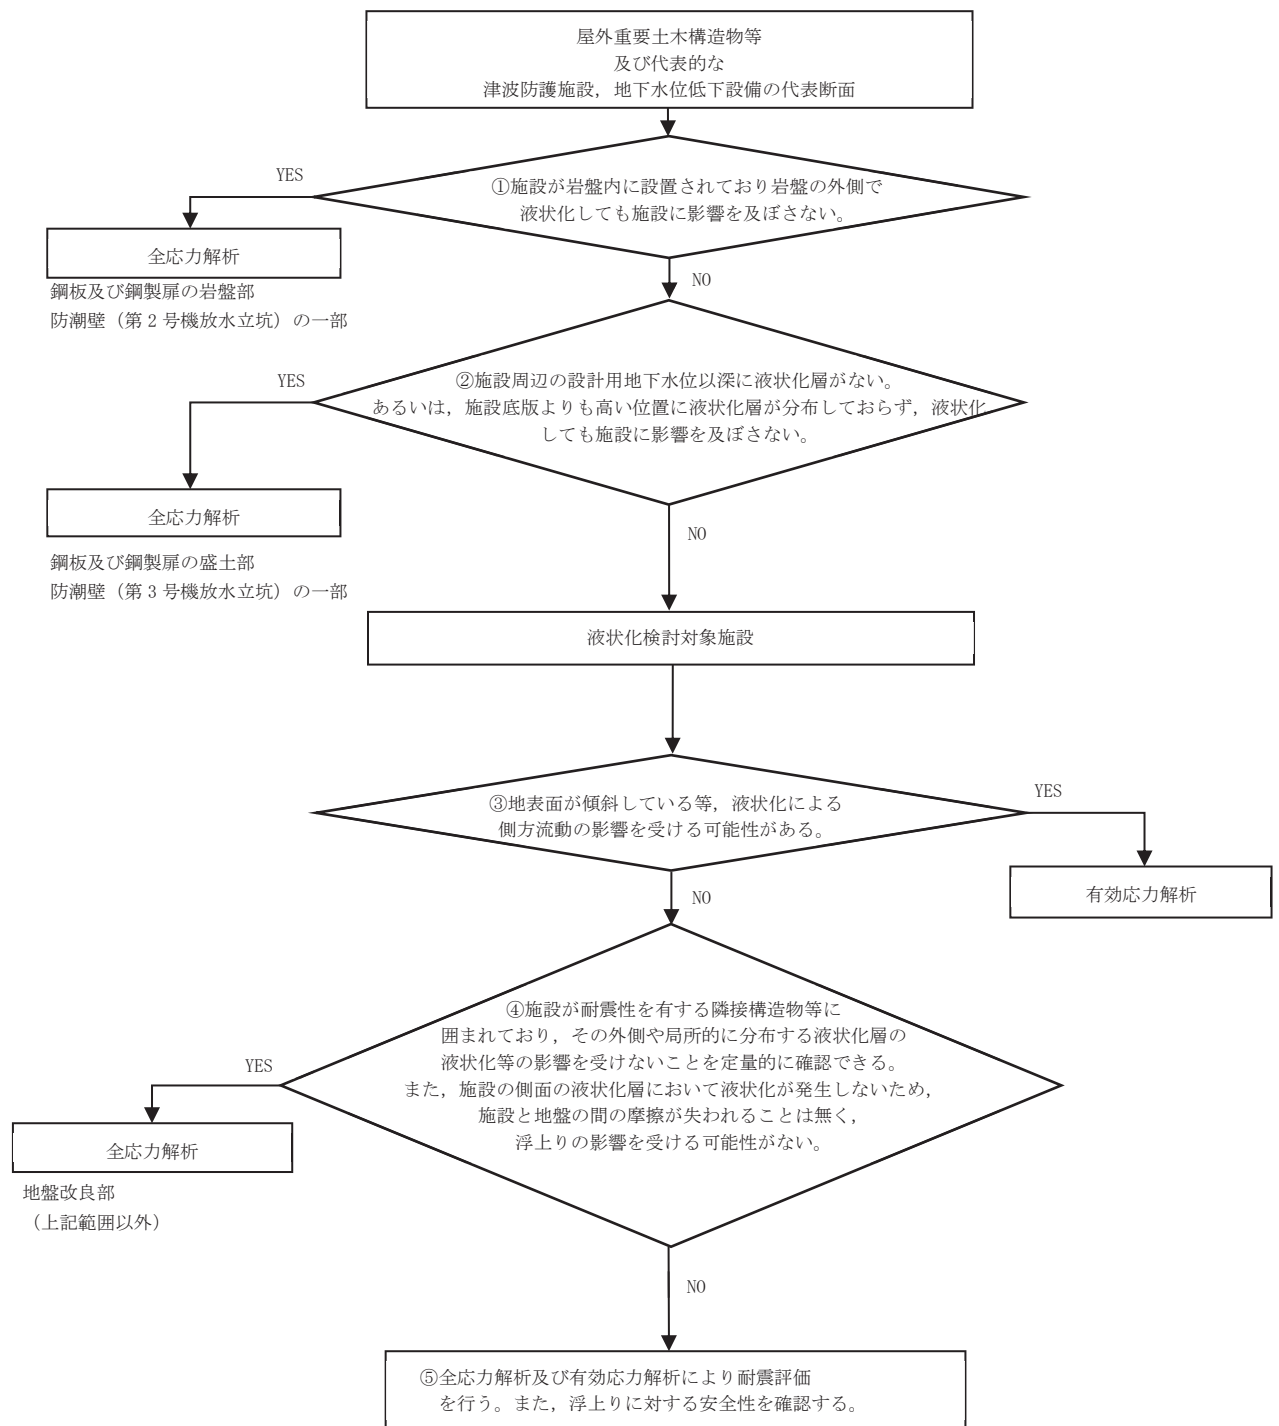 屋外重要土木構造物等
及び代表的な
津波防護施設，地下水位低下設備の代表断面
YES
①施設が岩盤内に設置されており岩盤の外側で
液状化しても施設に影響を及ぼさない。
全応力解析
鋼板及び鋼製扉の岩盤部
防潮壁（第２号機放水立坑）の一部
NO
YES
②施設周辺の設計用地下水位以深に液状化層がない。
あるいは，施設底版よりも高い位置に液状化層が分布しておらず，液状化
しても施設に影響を及ぼさない。
全応力解析
鋼板及び鋼製扉の盛土部
防潮壁（第３号機放水立坑）の一部
NO
液状化検討対象施設
③地表面が傾斜している等，液状化による
側方流動の影響を受ける可能性がある。
YES
有効応力解析
NO
④施設が耐震性を有する隣接構造物等に
囲まれており，その外側や局所的に分布する液状化層の
液状化等の影響を受けないことを定量的に確認できる。
また，施設の側面の液状化層において液状化が発生しないため，
施設と地盤の間の摩擦が失われることは無く，
浮上りの影響を受ける可能性がない。
YES
全応力解析
地盤改良部
（上記範囲以外）
NO
⑤全応力解析及び有効応力解析により耐震評価
を行う。また，浮上りに対する安全性を確認する。